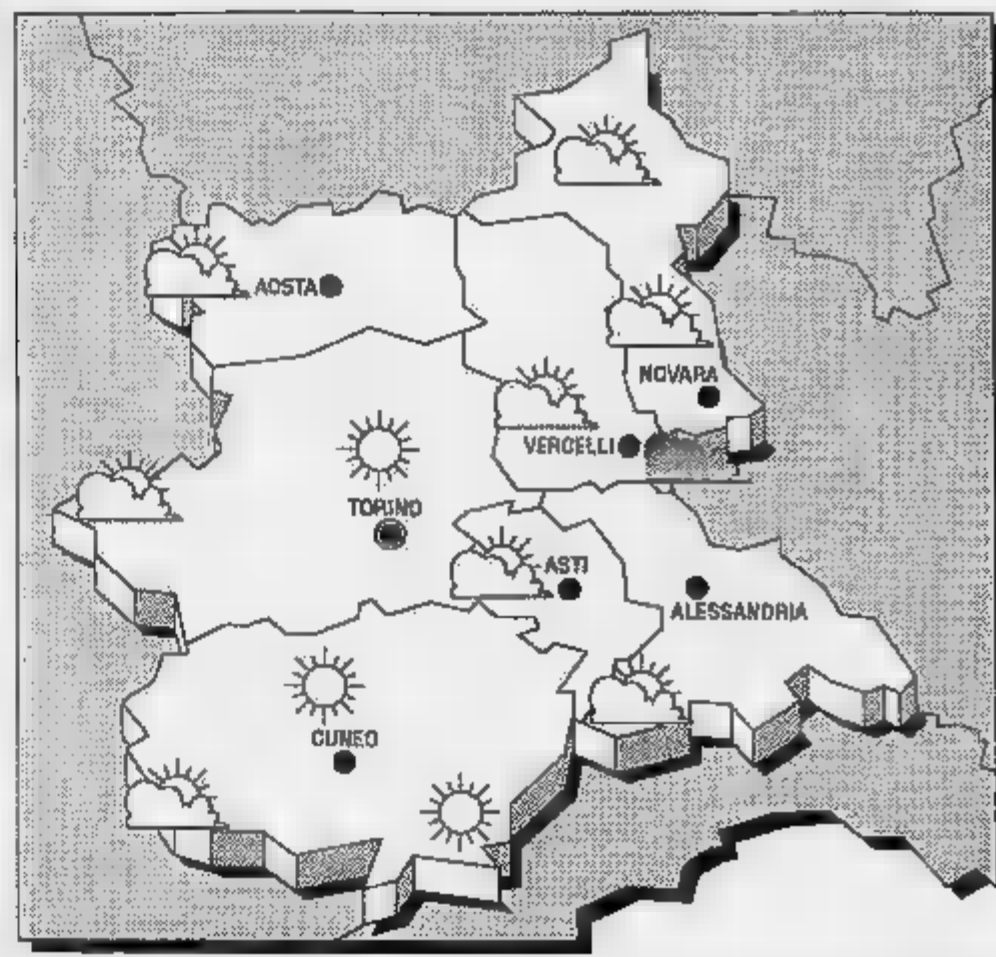 AOSTA
NOVARA
VERCELLI
TORINO
ASTI
ALESSANDRIA
CUNEO